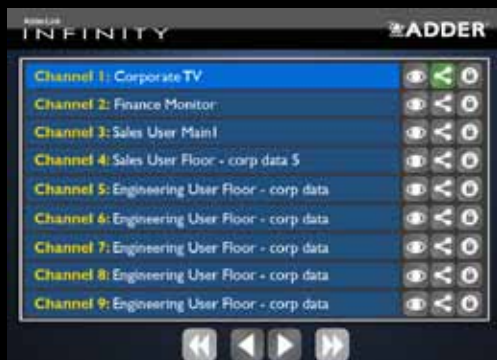 AdderLink
INFINITY
ADDER
Channel 1: Corporate TV
Channel 2: Finance Monitor
Channel 3: Sales User Main1
Channel 4: Sales User Floor - corp data 5
Channel 5: Engineering User Floor - corp data
Channel 6: Engineering User Floor - corp data
Channel 7: Engineering User Floor - corp data
Channel 8: Engineering User Floor - corp data
Channel 9: Engineering User Floor - corp data